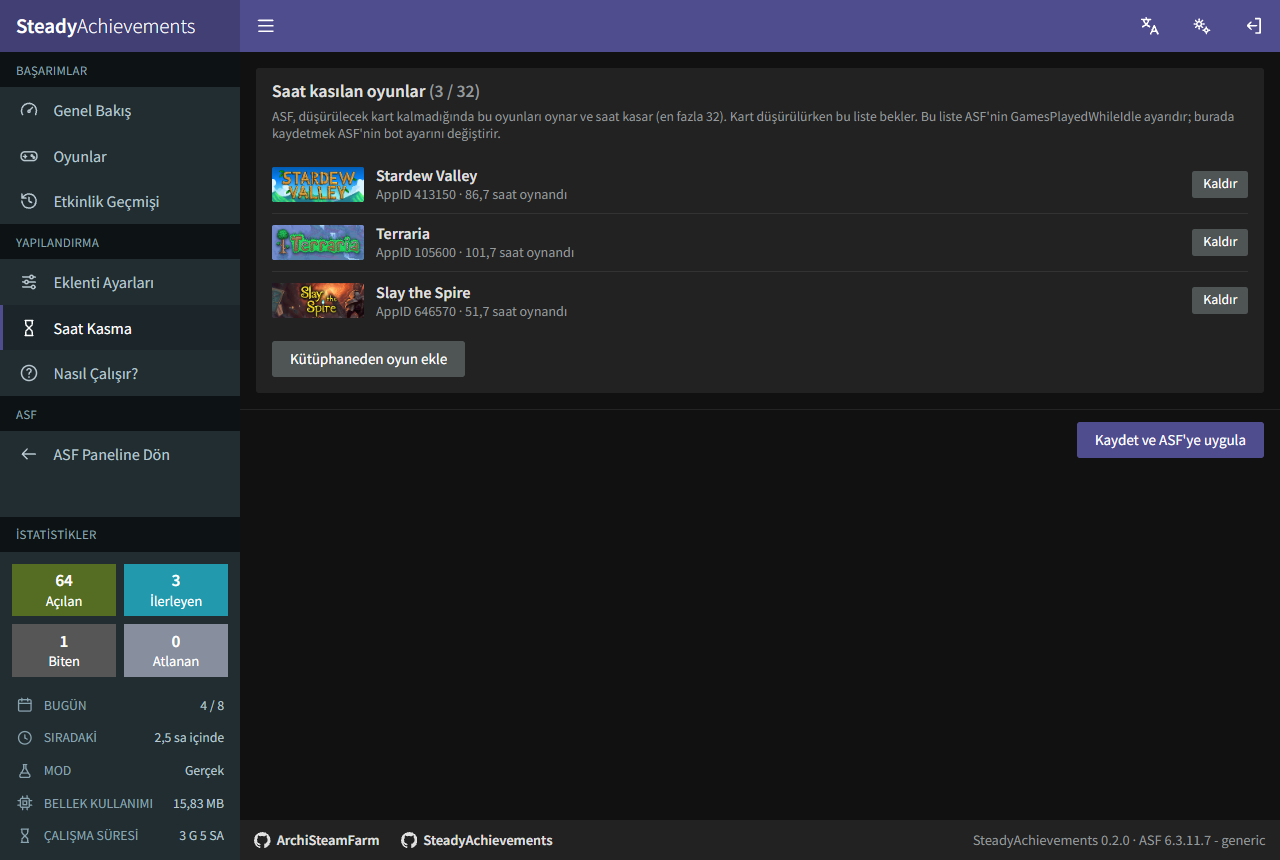 SteadyAchievements
BAŞARIMLAR
Genel Bakış
Oyunlar
Etkinlik Geçmişi
YAPILANDIRMA
Eklenti Ayarları
Saat Kasma
Nasıl Çalışır?
ASF
ASF Paneline Dön
İSTATİSTİKLER
64
Açılan
3
İlerleyen
1
Biten
0
Atlanan
BUGÜN 4 / 8
SIRADAKİ 2,5 sa içinde
MOD Gerçek
BELLEK KULLANIMI 15,83 MB
ÇALIŞMA SÜRESİ 3 G 5 SA
Saat kasılan oyunlar (3 / 32)
ASF, düşürülecek kart kalmadığında bu oyunları oynar ve saat kasar (en fazla 32). Kart düşürülürken bu liste bekler. Bu liste ASF'nin GamesPlayedWhileIdle ayarıdır; burada
kaydetmek ASF'nin bot ayarını değiştirir.
STARDEW
VALLEY
Stardew Valley
AppID 413150 · 86,7 saat oynandı
Kaldır
Terraria
Terraria
AppID 105600 · 101,7 saat oynandı
Kaldır
Slay the
Spire
Slay the Spire
AppID 646570 · 51,7 saat oynandı
Kaldır
Kütüphaneden oyun ekle
Kaydet ve ASF'ye uygula
ArchiSteamFarm
SteadyAchievements
SteadyAchievements 0.2.0 · ASF 6.3.11.7 - generic